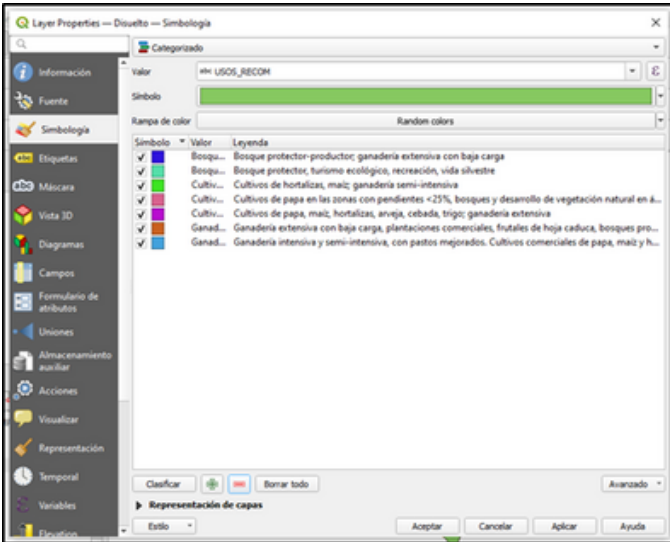 Layer Properties — Disuelto — Simbología
Categorizado
Información
Valor
abc USOS_RECOM
ε
Fuente
Símbolo
Simbología
Rampa de color
Random colors
Símbolo Valor Leyenda
Bosqu... Bosque protector-productor; ganadería extensiva con baja carga
Etiquetas
abc
Bosqu... Bosque protector, turismo ecológico, recreación, vida silvestre
Máscara
abc
Cultiv... Cultivos de hortalizas, maíz; ganadería semi-intensiva
Cultiv... Cultivos de papa en las zonas con pendientes <25%, bosques y desarrollo de vegetación natural en á...
Vista 3D
Cultiv... Cultivos de papa, maíz, hortalizas, arveja, cebada, trigo; ganadería extensiva
Ganad... Ganadería extensiva con baja carga, plantaciones comerciales, frutales de hoja caduca, bosques pro...
Diagramas
Ganad... Ganadería intensiva y semi-intensiva, con pastos mejorados. Cultivos comerciales de papa, maíz y h...
Campos
Formulario de
atributos
Uniones
Almacenamiento
auxiliar
Acciones
Visualizar
Representación
Temporal
Clasificar
Borrar todo
Avanzado
Variables
Representación de capas
Elevation
Estilo
Aceptar
Cancelar
Aplicar
Ayuda